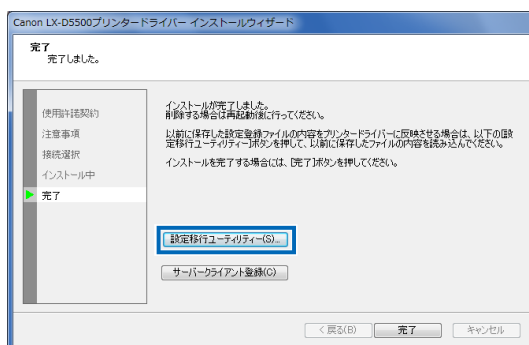 Canon LX-D5500プリンタードライバー インストールウィザード
完了
完了しました。
使用許諾契約
注意事項
接続選択
インストール中
完了
インストールが完了しました。
削除する場合は再起動後に行ってください。
以前に保存した設定登録ファイルの内容をプリンタードライバーに反映させる場合は、以下の[設
定移行ユーティリティー]ボタンを押して、以前に保存したファイルの内容を読み込んでください。
インストールを完了する場合には、[完了]ボタンを押してください。
設定移行ユーティリティー(S)...
サーバークライアント登録(C)
< 戻る(B)
完了
キャンセル